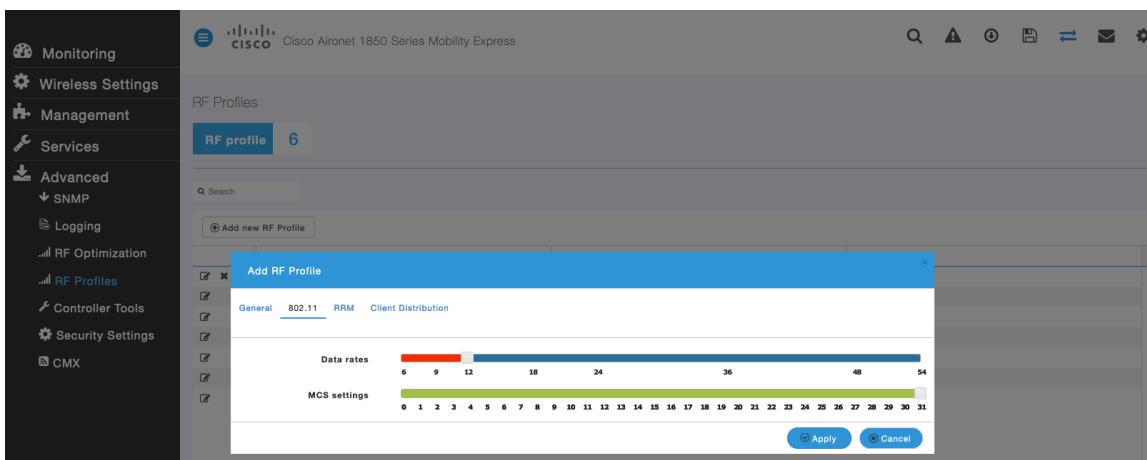 Monitoring
Wireless Settings
Management
Services
Advanced
SNMP
Logging
RF Optimization
RF Profiles
Controller Tools
Security Settings
CMX
CISCO
Cisco Aironet 1850 Series Mobility Express
RF Profiles
RF profile 6
Search
Add new RF Profile
Add RF Profile
General 802.11 RRM Client Distribution
Data rates
6 9 12 18 24 36 48 54
MCS settings
0 1 2 3 4 5 6 7 8 9 10 11 12 13 14 15 16 17 18 19 20 21 22 23 24 25 26 27 28 29 30 31
Apply Cancel